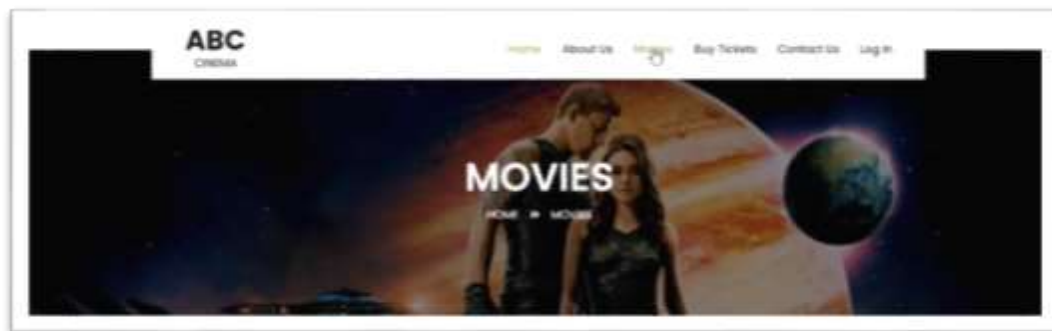 ABC
CINEMA
Home About Us Movies Buy Tickets Contact Us Log In
MOVIES
HOME » MOVIES